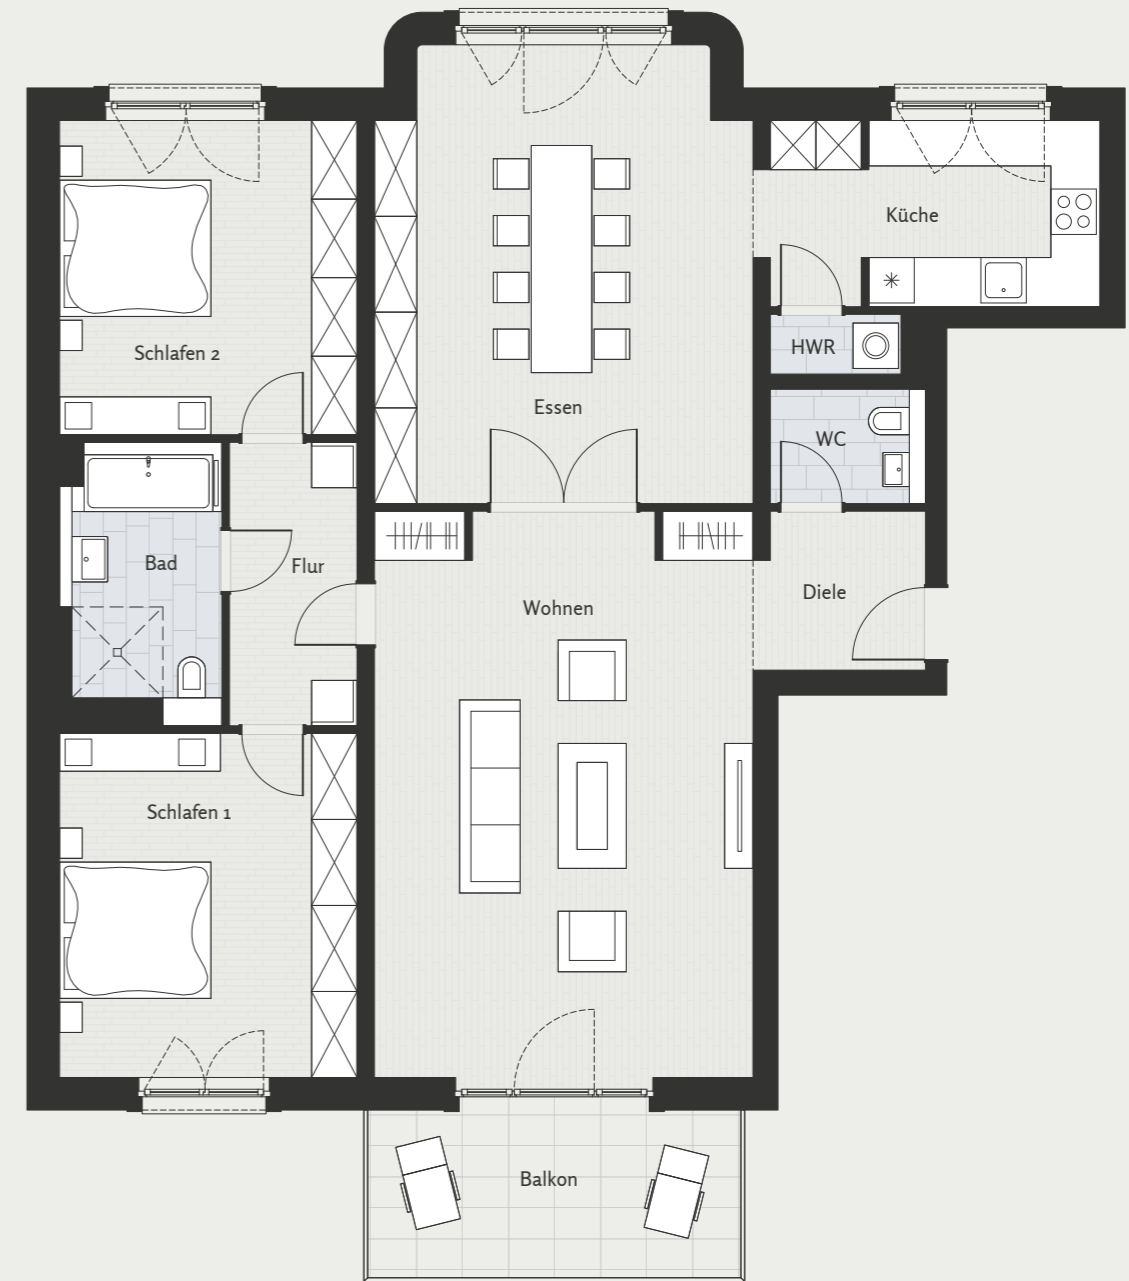 Küche
HWR
Schlafen 2
Essen
WC
Bad
Flur
Diele
Wohnen
Schlafen 1
Balkon